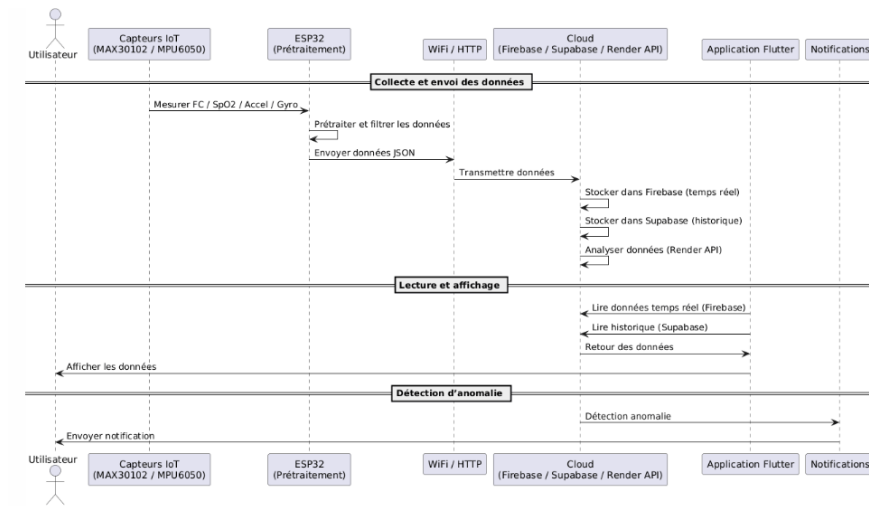 Utilisateur
Capteurs IoT
(MAX30102 / MPU6050)
ESP32
(Prétraitement)
WiFi / HTTP
Cloud
(Firebase / Supabase / Render API)
Application Flutter
Notifications
Collecte et envoi des données
Mesurer FC / SpO2 / Accel / Gyro
Prétraiter et filtrer les données
Envoyer données JSON
Transmettre données
Stocker dans Firebase (temps réel)
Stocker dans Supabase (historique)
Analyser données (Render API)
Lecture et affichage
Lire données temps réel (Firebase)
Lire historique (Supabase)
Retour des données
Afficher les données
Détection d'anomalie
Détection anomalie
Envoyer notification
Utilisateur
Capteurs IoT
(MAX30102 / MPU6050)
ESP32
(Prétraitement)
WiFi / HTTP
Cloud
(Firebase / Supabase / Render API)
Application Flutter
Notifications